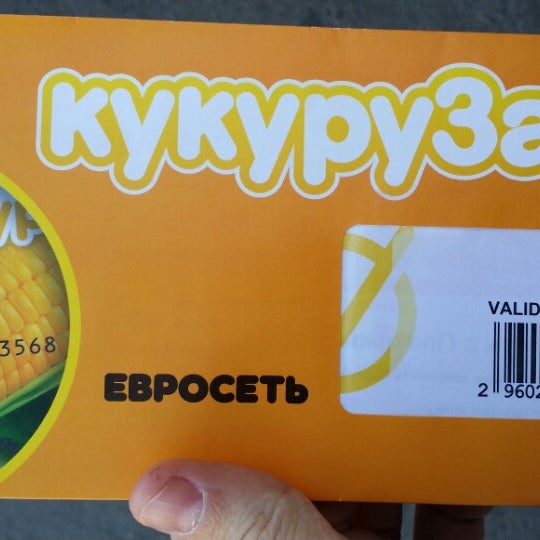 кукуруза
3568
VALID
ЕВРОСЕТЬ
2 9602